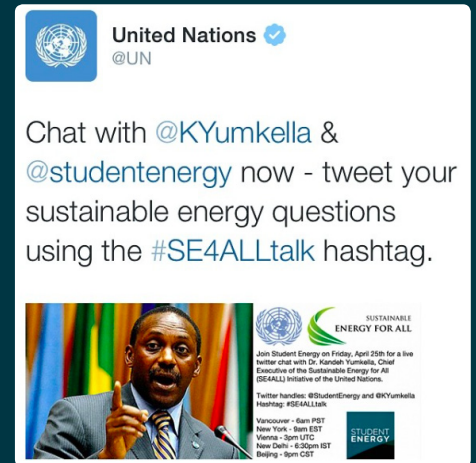 United Nations
@UN
Chat with @KYumkella &
@studentenergy now - tweet your
sustainable energy questions
using the #SE4ALLtalk hashtag.
SUSTAINABLE
ENERGY FOR ALL
Join Student Energy on Friday, April 25th for a live
twitter chat with Dr. Kandeh Yumkella, Chief
Executive of the Sustainable Energy for All
(SE4ALL) Initiative of the United Nations.
Twitter handles: @StudentEnergy and @KYumkella
Hashtag: #SE4ALLtalk
Vancouver - 6am PST
New York - 9am EST
Vienna - 3pm UTC
New Delhi - 6:30pm IST
Beijing - 9pm CST
STUDENT
ENERGY